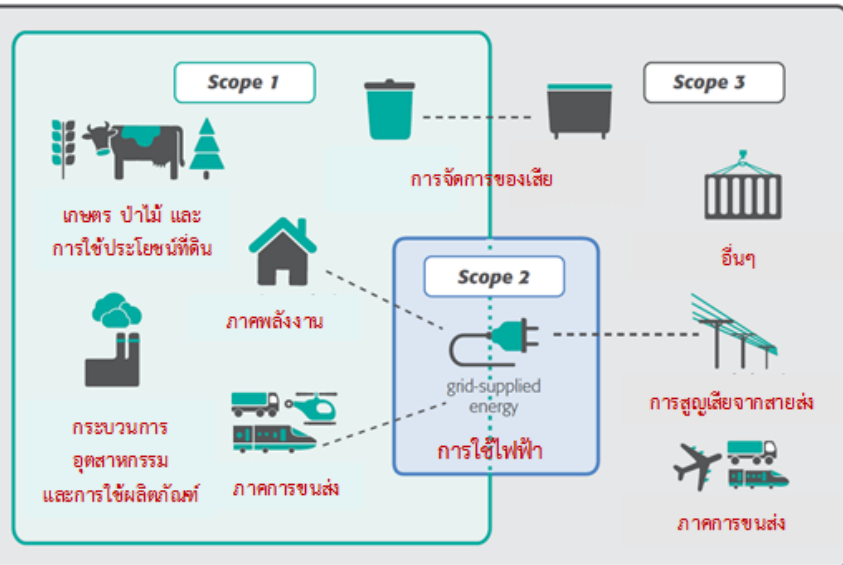 Scope 1
Scope 3
การจัดการของเสีย
เกษตร ป่าไม้ และ
การใช้ประโยชน์ที่ดิน
อื่นๆ
Scope 2
ภาคพลังงาน
grid-supplied
energy
การใช้ไฟฟ้า
การสูญเสียจากสายส่ง
กระบวนการ
อุตสาหกรรม
และการใช้ผลิตภัณฑ์
ภาคการขนส่ง
ภาคการขนส่ง